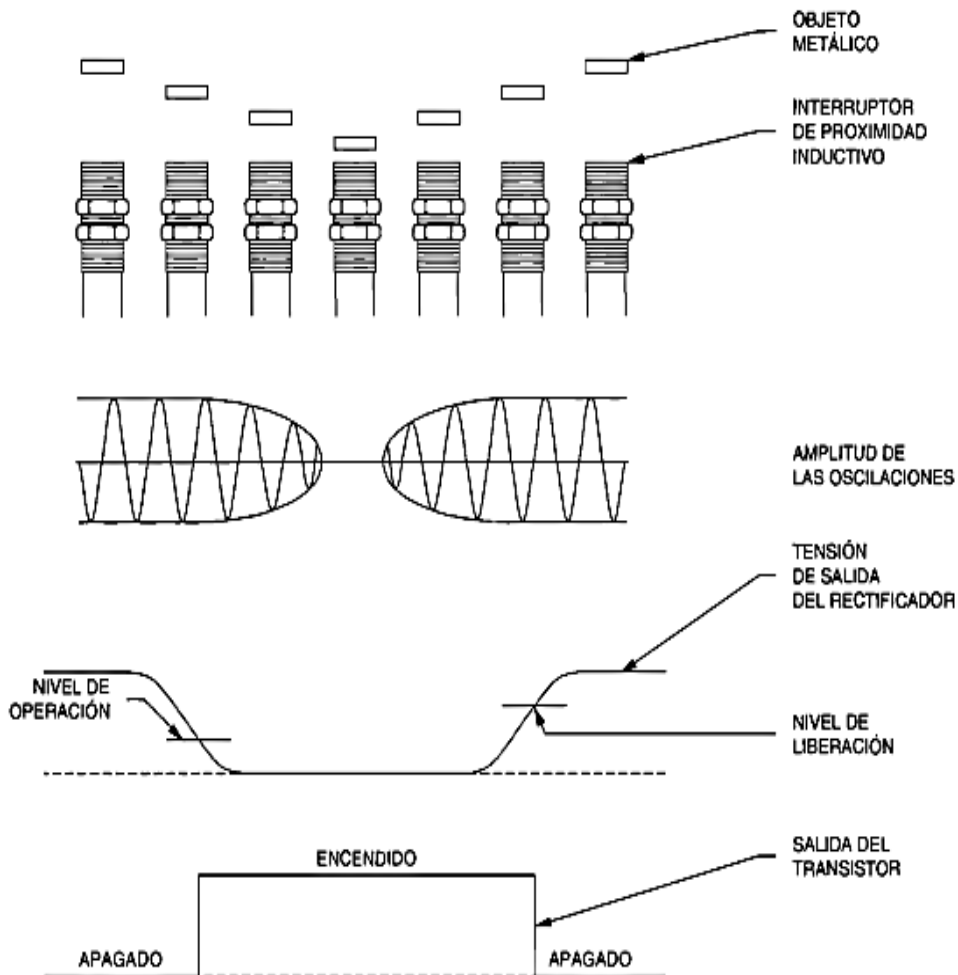 OBJETO
METÁLICO
INTERRUPTOR
DE PROXIMIDAD
INDUCTIVO
AMPLITUD DE
LAS OSCILACIONES
TENSIÓN
DE SALIDA
DEL RECTIFICADOR
NIVEL DE
OPERACIÓN
NIVEL DE
LIBERACIÓN
ENCENDIDO
SALIDA DEL
TRANSISTOR
APAGADO
APAGADO